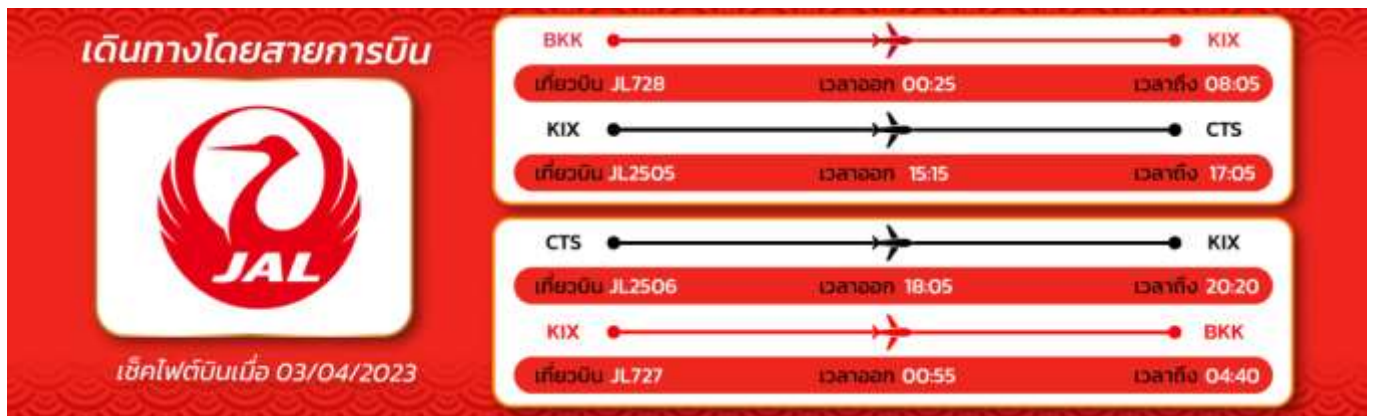 เดินทางโดยสายการบิน
JAL
เช็คไฟต์บินเมื่อ 03/04/2023
BKK KIX
เที่ยวบิน JL728 เวลาออก 00:25 เวลาถึง 08:05
KIX CTS
เที่ยวบิน JL2505 เวลาออก 15:15 เวลาถึง 17:05
CTS KIX
เที่ยวบิน JL2506 เวลาออก 18:05 เวลาถึง 20:20
KIX BKK
เที่ยวบิน JL727 เวลาออก 00:55 เวลาถึง 04:40